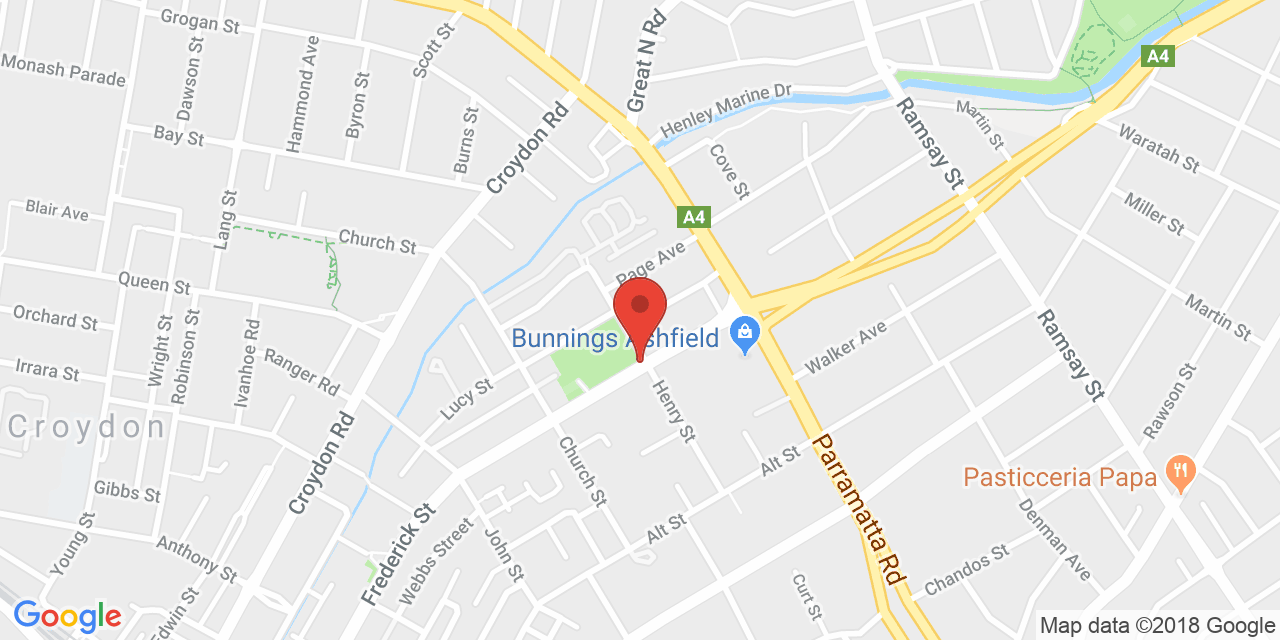 Grogan St
Dawson St
Scott St
Great N Rd
A4
Monash Parade
Hammond Ave
Byron St
Burns St
Croydon Rd
Henley Marine Dr
Ramsay St
Martin St
Waratah St
Bay St
Cove St
Blair Ave
Lang St
Church St
A4
Miller St
Page Ave
Queen St
Orchard St
Wright St
Robinson St
Ivanhoe Rd
Bunnings Ashfield
Walker Ave
Ramsay St
Martin St
Irrara St
Ranger Rd
Lucy St
Henry St
Rawson St
Croydon
Croydon Rd
Church St
Alt St
Parramatta Rd
Pasticceria Papa
Gibbs St
Young St
Anthony St
Frederick St
Webbs Street
John St
Alt St
Denman Ave
Chandos St
Curt St
Edwin St
Google
Map data ©2018 Google